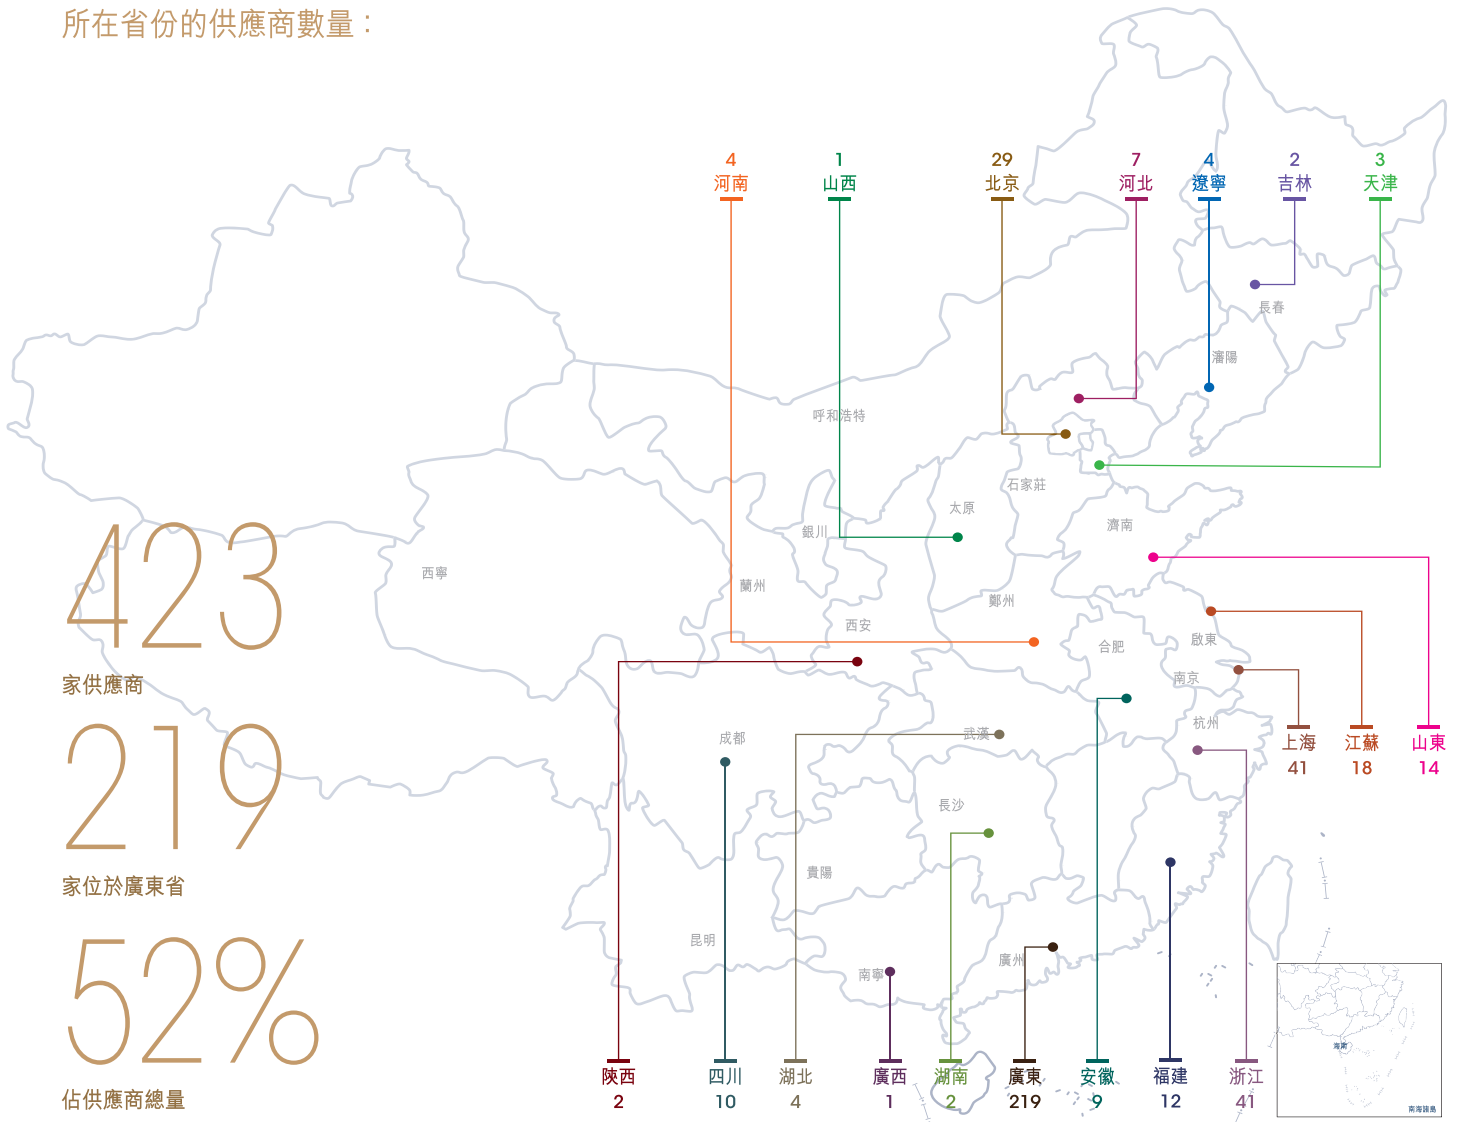 所在省份的供應商數量：
4
河南
1
山西
29
北京
7
河北
4
遼寧
2
吉林
3
天津
長春
瀋陽
呼和浩特
石家莊
太原
濟南
銀川
西寧
蘭州
鄭州
西安
合肥
啟東
南京
杭州
武漢
成都
長沙
貴陽
昆明
南寧
廣州
423
家供應商
219
家位於廣東省
52%
佔供應商總量
上海
41
江蘇
18
山東
14
陝西
2
四川
10
湖北
4
廣西
1
湖南
2
廣東
219
安徽
9
福建
12
浙江
41
海南
南海諸島